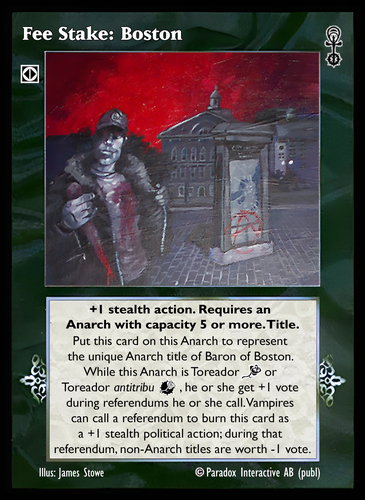 Fee Stake: Boston
+1 stealth action. Requires an
Anarch with capacity 5 or more. Title.
Put this card on this Anarch to represent
the unique Anarch title of Baron of Boston.
While this Anarch is Toreador or
Toreador antitribu , he or she get +1 vote
during referendums he or she call. Vampires
can call a referendum to burn this card as
a +1 stealth political action; during that
referendum, non-Anarch titles are worth -1 vote.
Illus: James Stowe © Paradox Interactive AB (publ)